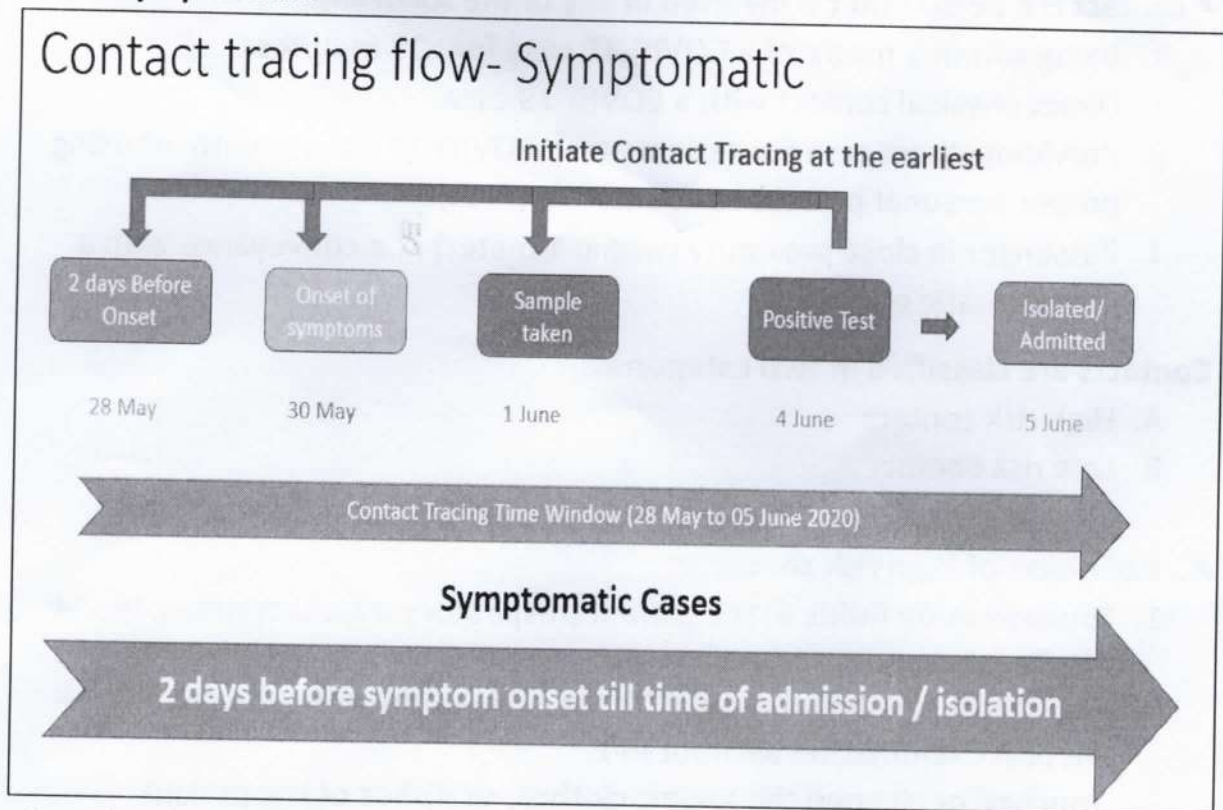 Contact tracing flow- Symptomatic
Initiate Contact Tracing at the earliest
2 days Before
Onset
Onset of
symptoms
Sample
taken
Positive Test
Isolated/
Admitted
28 May
30 May
1 June
4 June
5 June
Contact Tracing Time Window (28 May to 05 June 2020)
Symptomatic Cases
2 days before symptom onset till time of admission / isolation